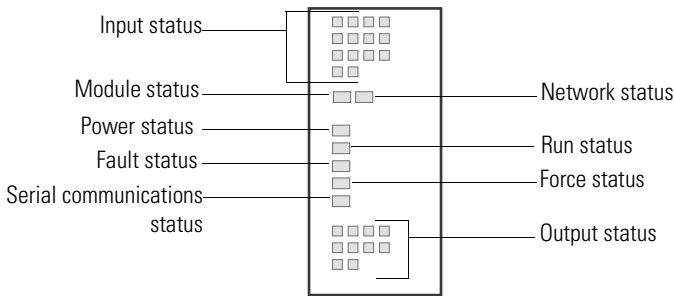 Input status
Module status
Network status
Power status
Run status
Fault status
Force status
Serial communications
status
Output status